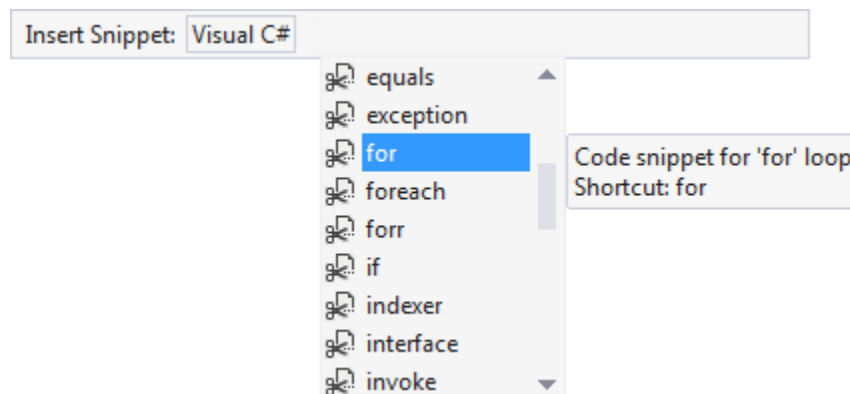 Insert Snippet: Visual C#
equals
exception
for
Code snippet for 'for' loop
Shortcut: for
foreach
forr
if
indexer
interface
invoke